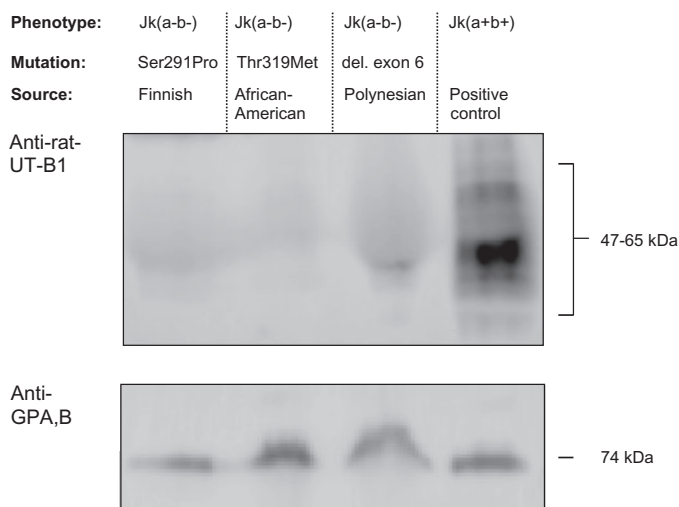 Phenotype: Jk(a-b-) Jk(a-b-) Jk(a-b-) Jk(a+b+)
Mutation: Ser291Pro Thr319Met del. exon 6
Source: Finnish African- Polynesian Positive
American control
Anti-rat-
UT-B1
47-65 kDa
Anti-
GPA,B
74 kDa